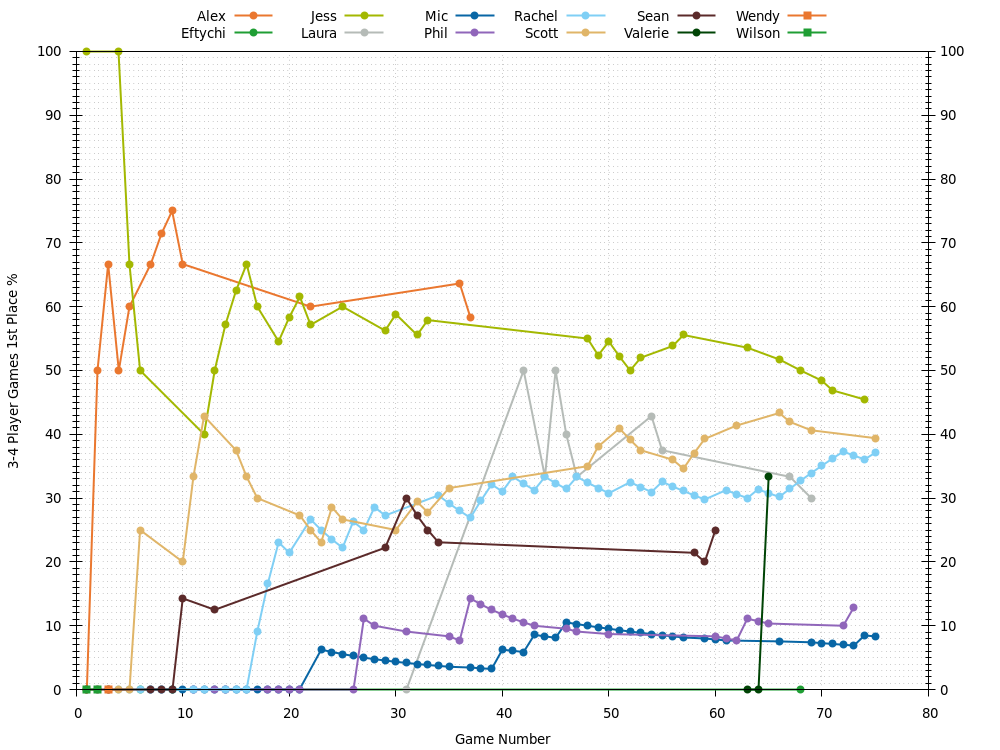 Alex Jess Mic Rachel Sean Wendy
Eftychi Laura Phil Scott Valerie Wilson
100 100
90 90
80 80
70 70
60 60
50 50
40 40
30 30
20 20
10 10
0 0
3-4 Player Games 1st Place %
0 10 20 30 40 50 60 70 80
Game Number